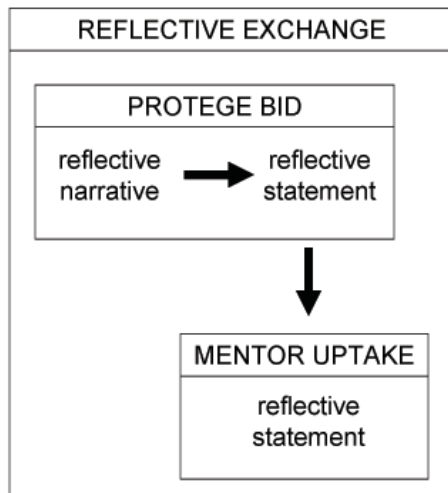 REFLECTIVE EXCHANGE
PROTEGE BID
reflective narrative
reflective statement
MENTOR UPTAKE
reflective
statement